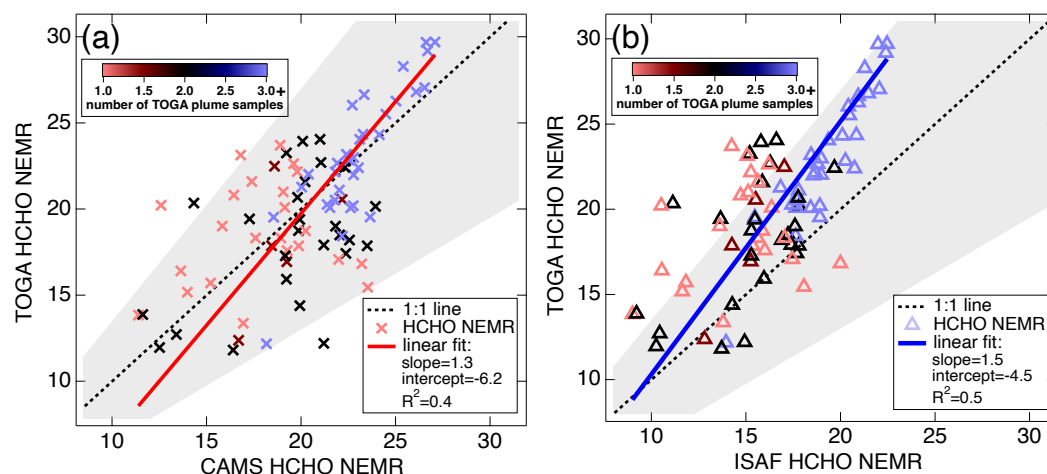 (a)
1.0 1.5 2.0 2.5 3.0+
number of TOGA plume samples
TOGA HCHO NEMR
30
25
20
15
10
1:1 line
HCHO NEMR
linear fit:
slope=1.3
intercept=-6.2
R²=0.4
10 15 20 25 30
CAMS HCHO NEMR
(b)
1.0 1.5 2.0 2.5 3.0+
number of TOGA plume samples
TOGA HCHO NEMR
30
25
20
15
10
1:1 line
HCHO NEMR
linear fit:
slope=1.5
intercept=-4.5
R²=0.5
10 15 20 25 30
ISAF HCHO NEMR